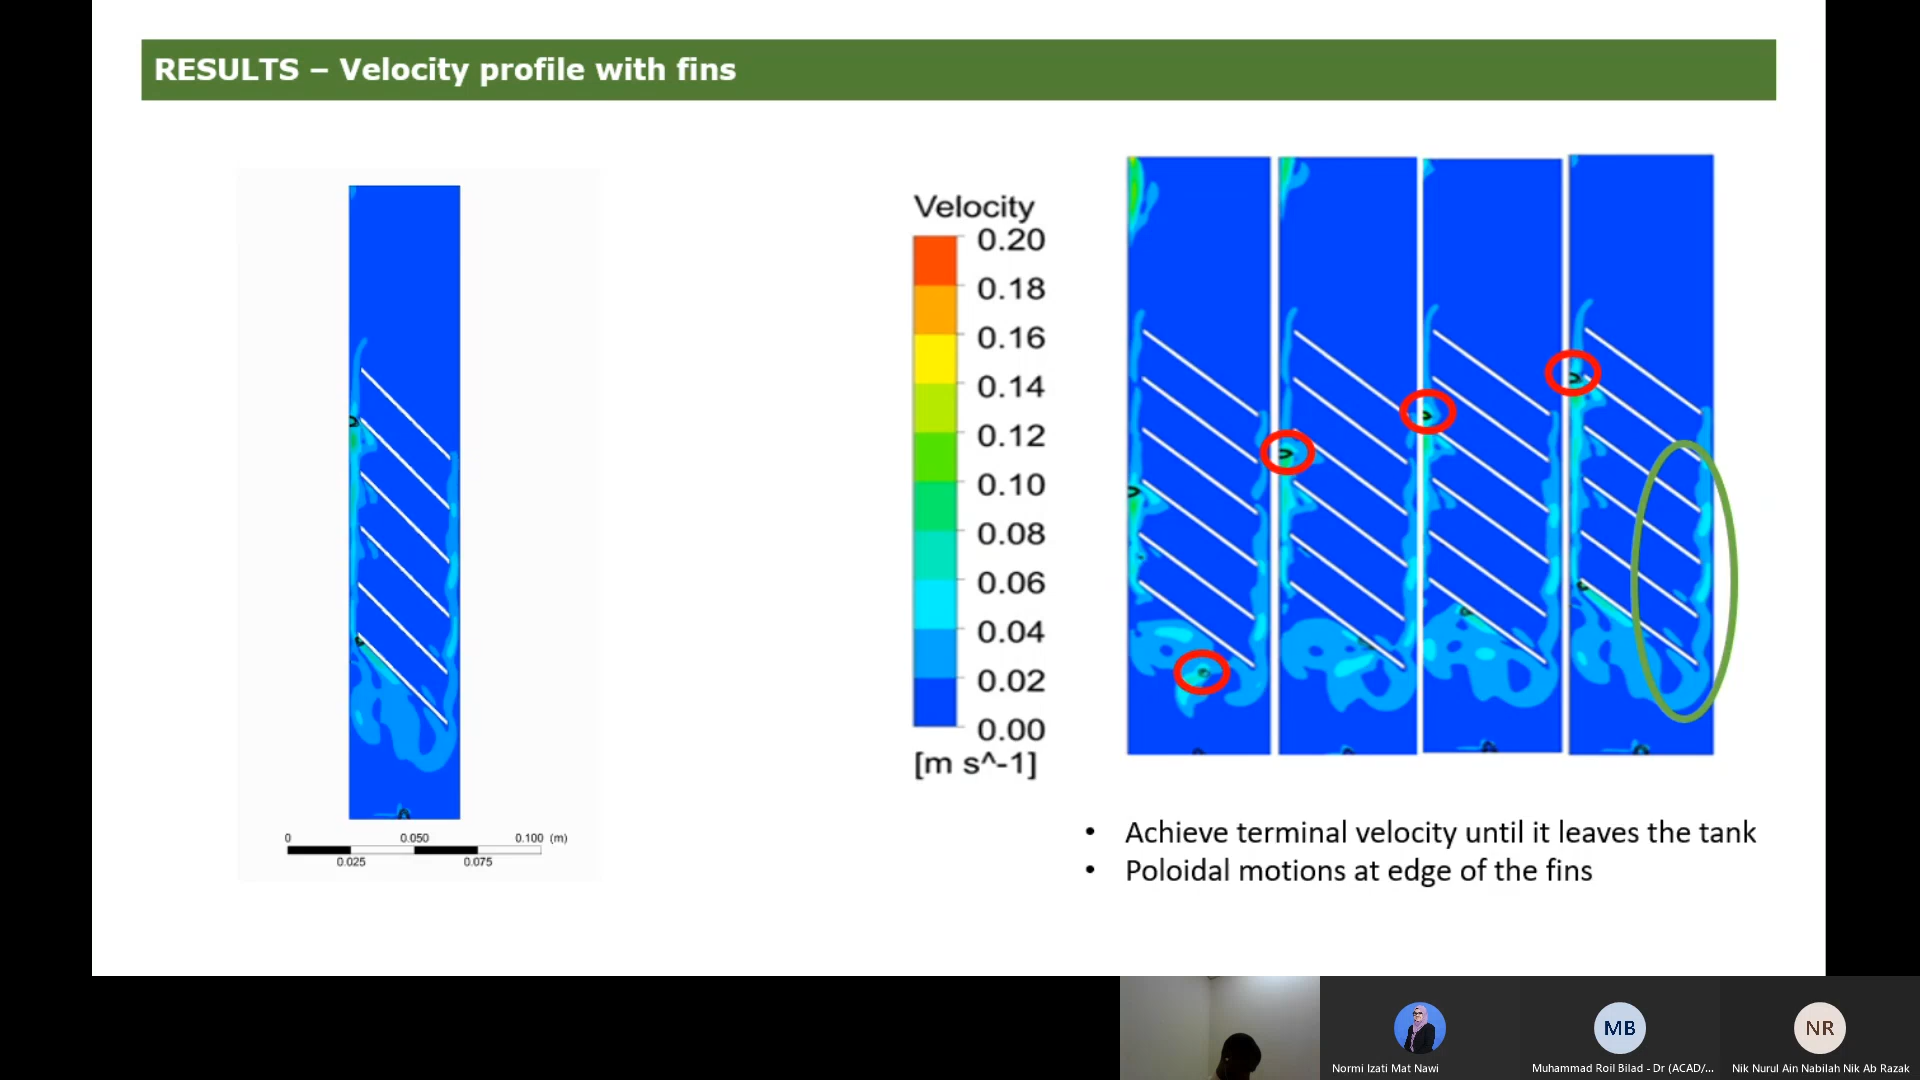 RESULTS – Velocity profile with fins
Velocity
0.20
0.18
0.16
0.14
0.12
0.10
0.08
0.06
0.04
0.02
0.00
[m s^-1]
0 0.050 0.100 (m)
0.025 0.075
• Achieve terminal velocity until it leaves the tank
• Poloidal motions at edge of the fins
MB
NR
Normi Izati Mat Nawi
Muhammad Roil Bilad - Dr (ACAD/...
Nik Nurul Ain Nabilah Nik Ab Razak